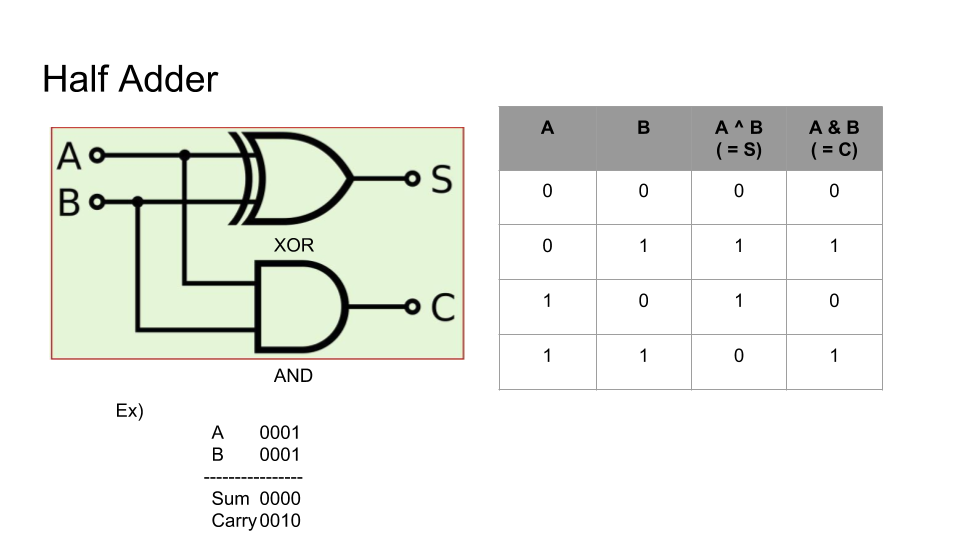 Half Adder
A
B
S
XOR
C
AND
A B A ^ B A & B
( = S) ( = C)
0 0 0 0
0 1 1 1
1 0 1 0
1 1 0 1
Ex)
A 0001
B 0001
----------------
Sum 0000
Carry 0010